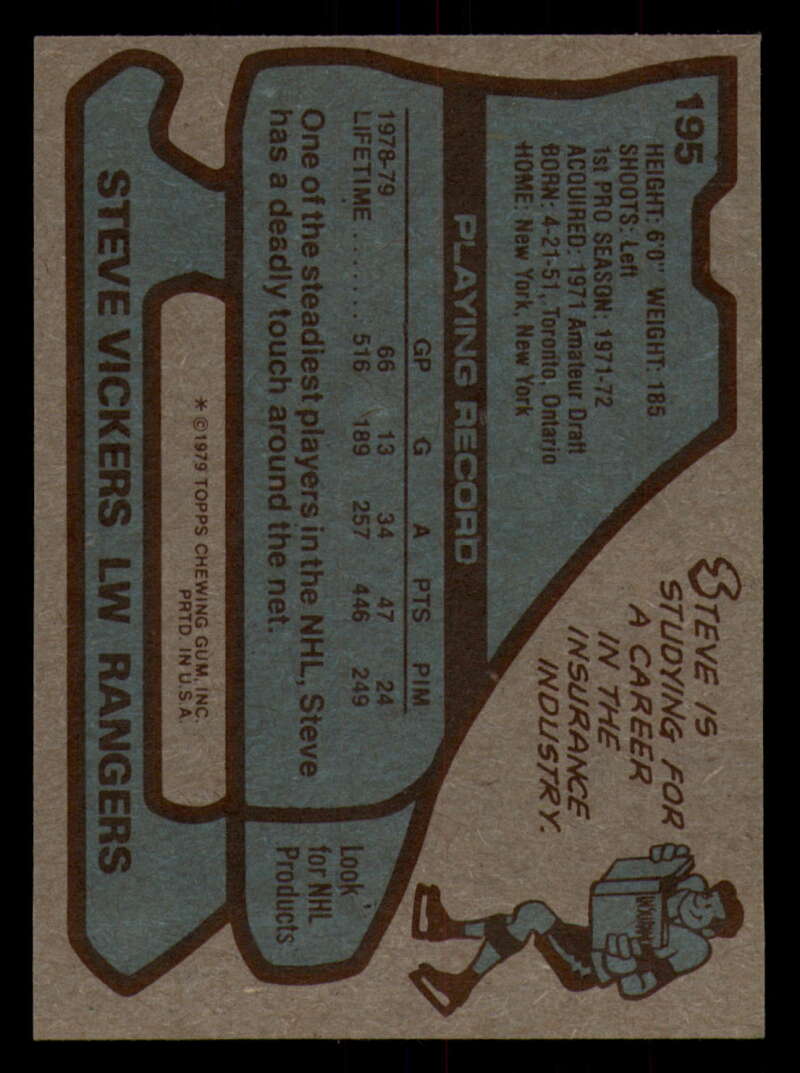 195
HEIGHT: 6'0" WEIGHT: 185
SHOOTS: Left
1st PRO SEASON: 1971-72
ACQUIRED: 1971 Amateur Draft
BORN: 4-21-51, Toronto, Ontario
HOME: New York, New York
STEVE IS
STUDYING FOR
A CAREER
IN THE
INSURANCE
INDUSTRY.
PLAYING RECORD
GP G A PTS PIM
1978-79 66 13 34 47 24
LIFETIME ......... 516 189 257 446 249
One of the steadiest players in the NHL, Steve
has a deadly touch around the net.
Look
for NHL
Products
* ©1979 TOPPS CHEWING GUM, INC.
PRTD. IN U.S.A.
STEVE VICKERS LW RANGERS